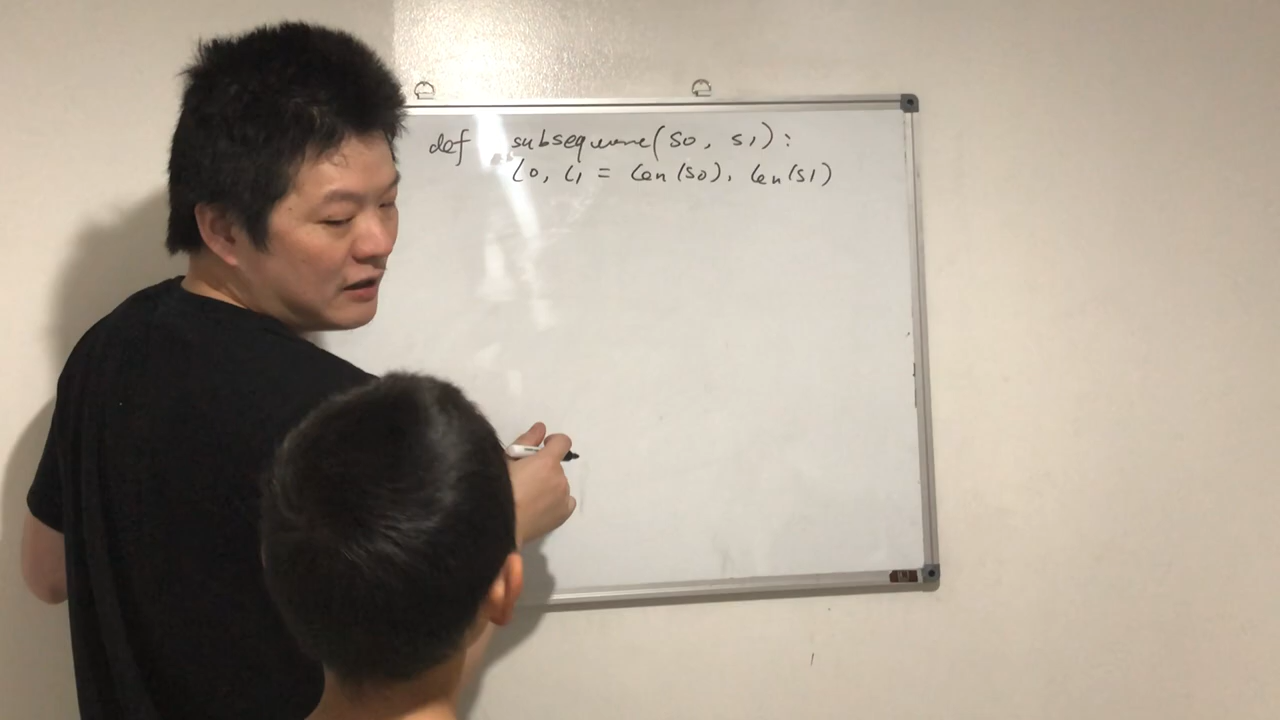 def subsequence(s0, s1):
l0, l1 = len(s0), len(s1)